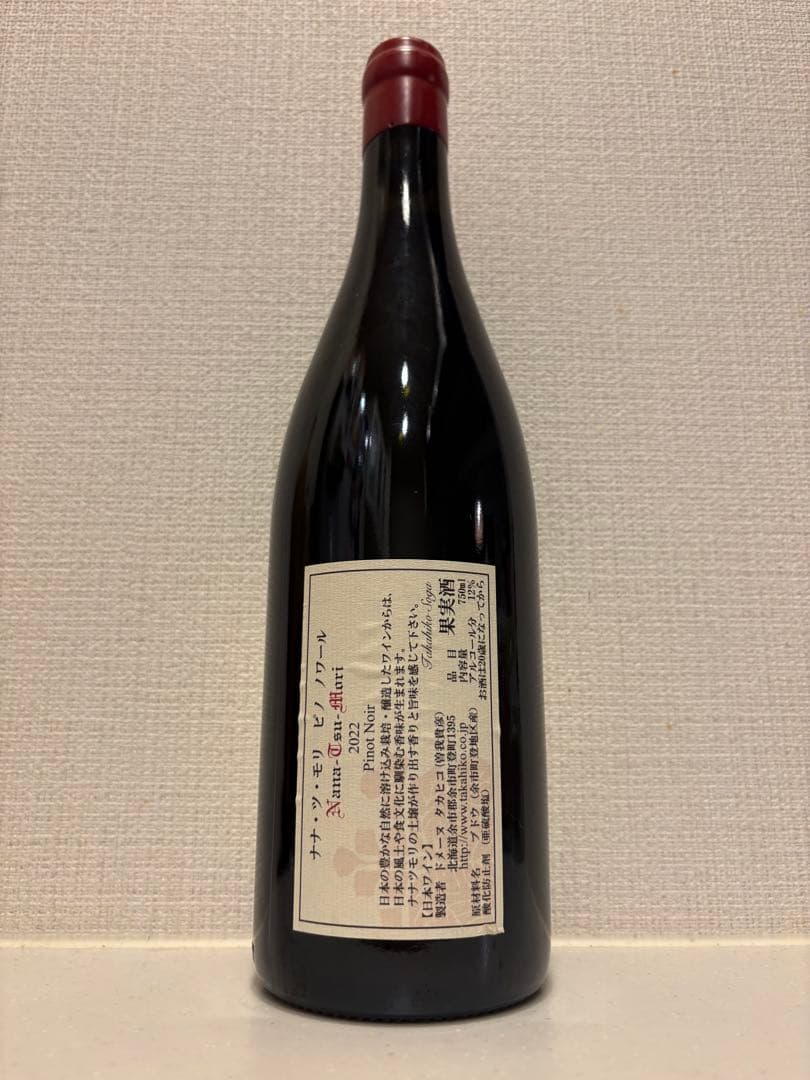 ナナ・ツ・モリ ピノ ノワール
Nana-Tsu-Mori
2022
Pinot Noir
日本の豊かな自然に溶け込み栽培・醸造したワインからは、
日本の風土や食文化に馴染む香味が生まれます。
ナナツモリの土壌が作り出す香りと旨味を感じて下さい。
Takahiko Soga
【日本ワイン】
製造者 ドメーヌ タカヒコ (曽我貴彦)
北海道余市郡余市町登町1395
http://www.takahiko.co.jp
原材料名 ブドウ (余市町登地区産)
酸化防止剤 (亜硫酸塩)
品目 果実酒
内容量 750ml
アルコール分 12%
お酒は20歳になってから